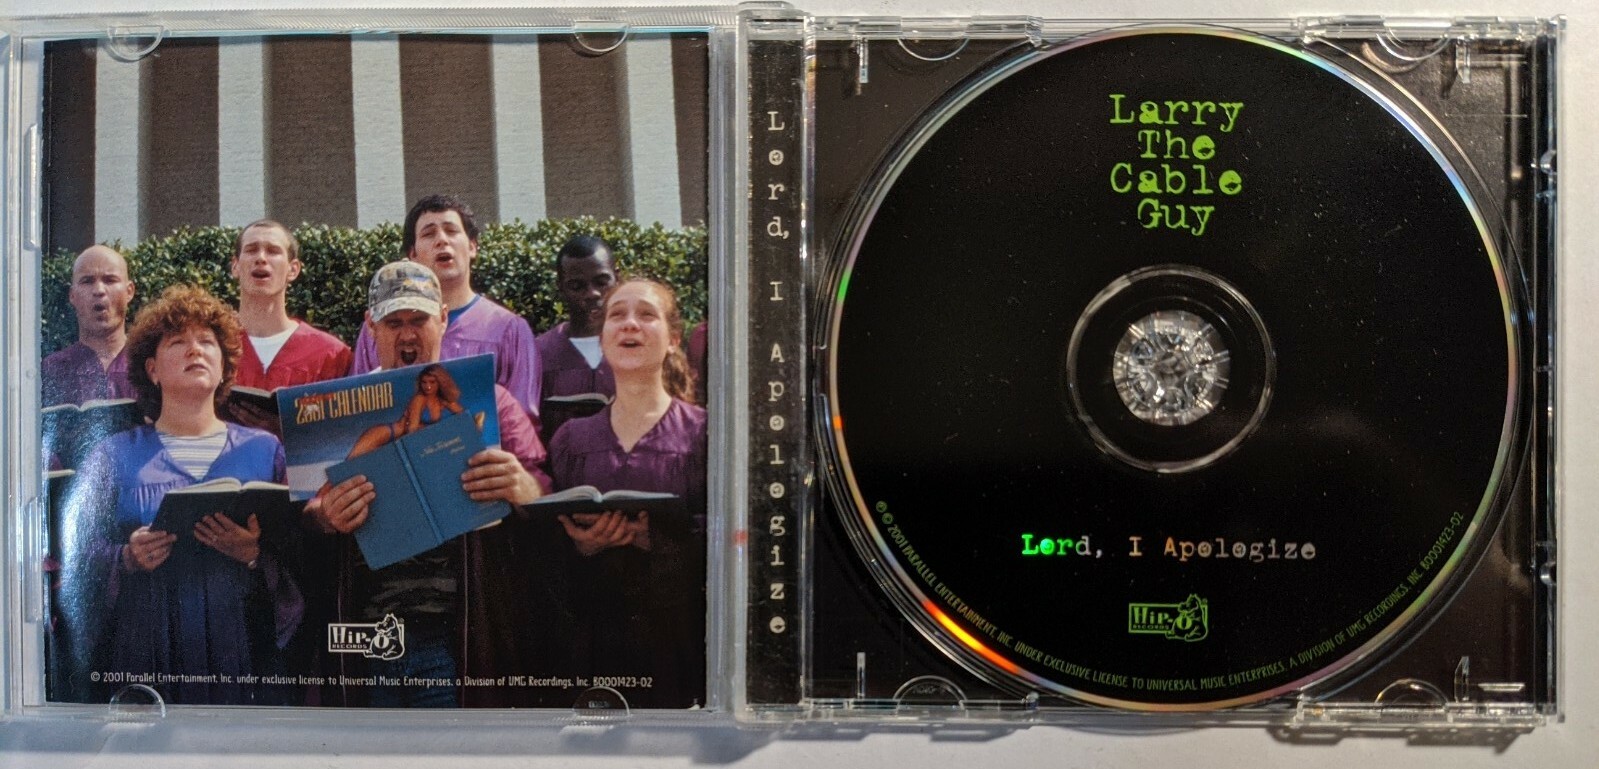 2001 CALENDAR
HiP-O
RECORDS
© 2001 Parallel Entertainment, Inc. under exclusive license to Universal Music Enterprises, a Division of UMG Recordings, Inc. B0001423-02
Lord, I Apologize
Larry
The
Cable
Guy
Lord, I Apologize
HiP-O
RECORDS
℗ © 2001 PARALLEL ENTERTAINMENT, INC. UNDER EXCLUSIVE LICENSE TO UNIVERSAL MUSIC ENTERPRISES, A DIVISION OF UMG RECORDINGS, INC. B0001423-02